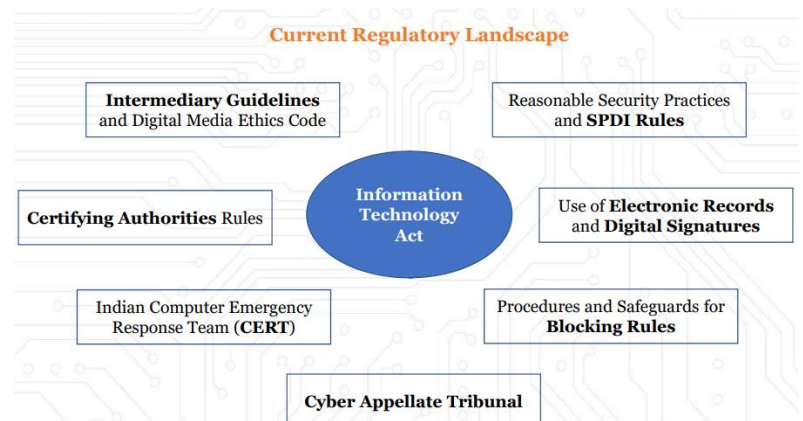 Current Regulatory Landscape
Intermediary Guidelines
and Digital Media Ethics Code
Reasonable Security Practices
and SPDI Rules
Information
Technology
Act
Certifying Authorities Rules
Use of Electronic Records
and Digital Signatures
Indian Computer Emergency
Response Team (CERT)
Procedures and Safeguards for
Blocking Rules
Cyber Appellate Tribunal